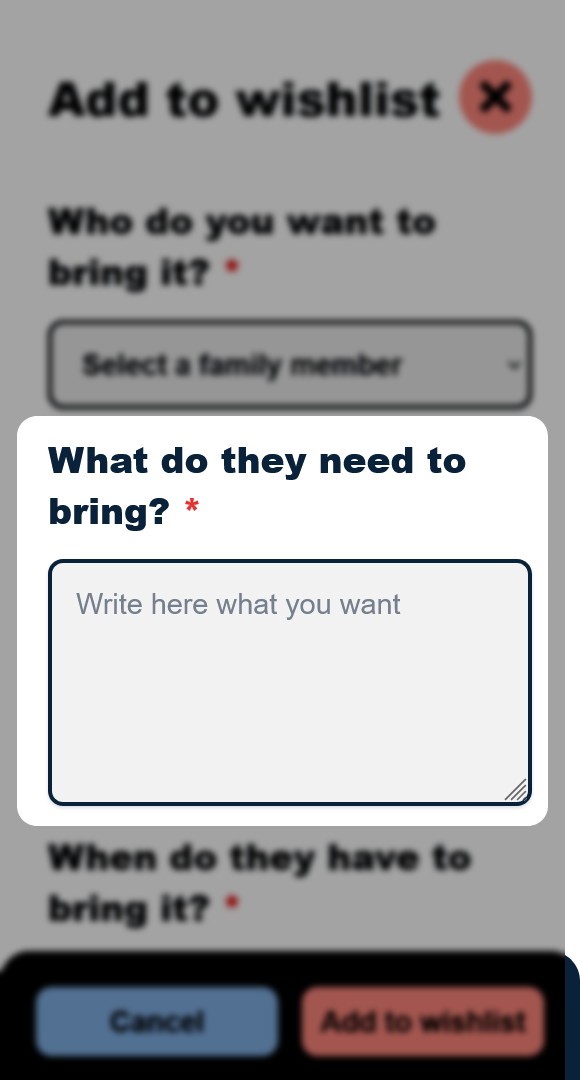 Add to wishlist
Who do you want to
bring it? *
Select a family member
What do they need to
bring? *
Write here what you want
When do they have to
bring it? *
Cancel
Add to wishlist